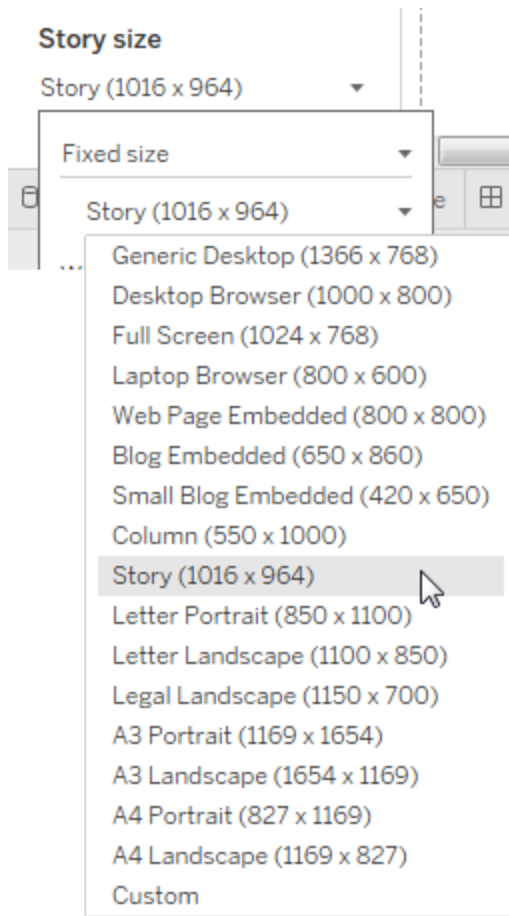 Story size
Story (1016 x 964)
Fixed size
e
Story (1016 x 964)
Generic Desktop (1366 x 768)
Desktop Browser (1000 x 800)
Full Screen (1024 x 768)
Laptop Browser (800 x 600)
Web Page Embedded (800 x 800)
Blog Embedded (650 x 860)
Small Blog Embedded (420 x 650)
Column (550 x 1000)
Story (1016 x 964)
Letter Portrait (850 x 1100)
Letter Landscape (1100 x 850)
Legal Landscape (1150 x 700)
A3 Portrait (1169 x 1654)
A3 Landscape (1654 x 1169)
A4 Portrait (827 x 1169)
A4 Landscape (1169 x 827)
Custom